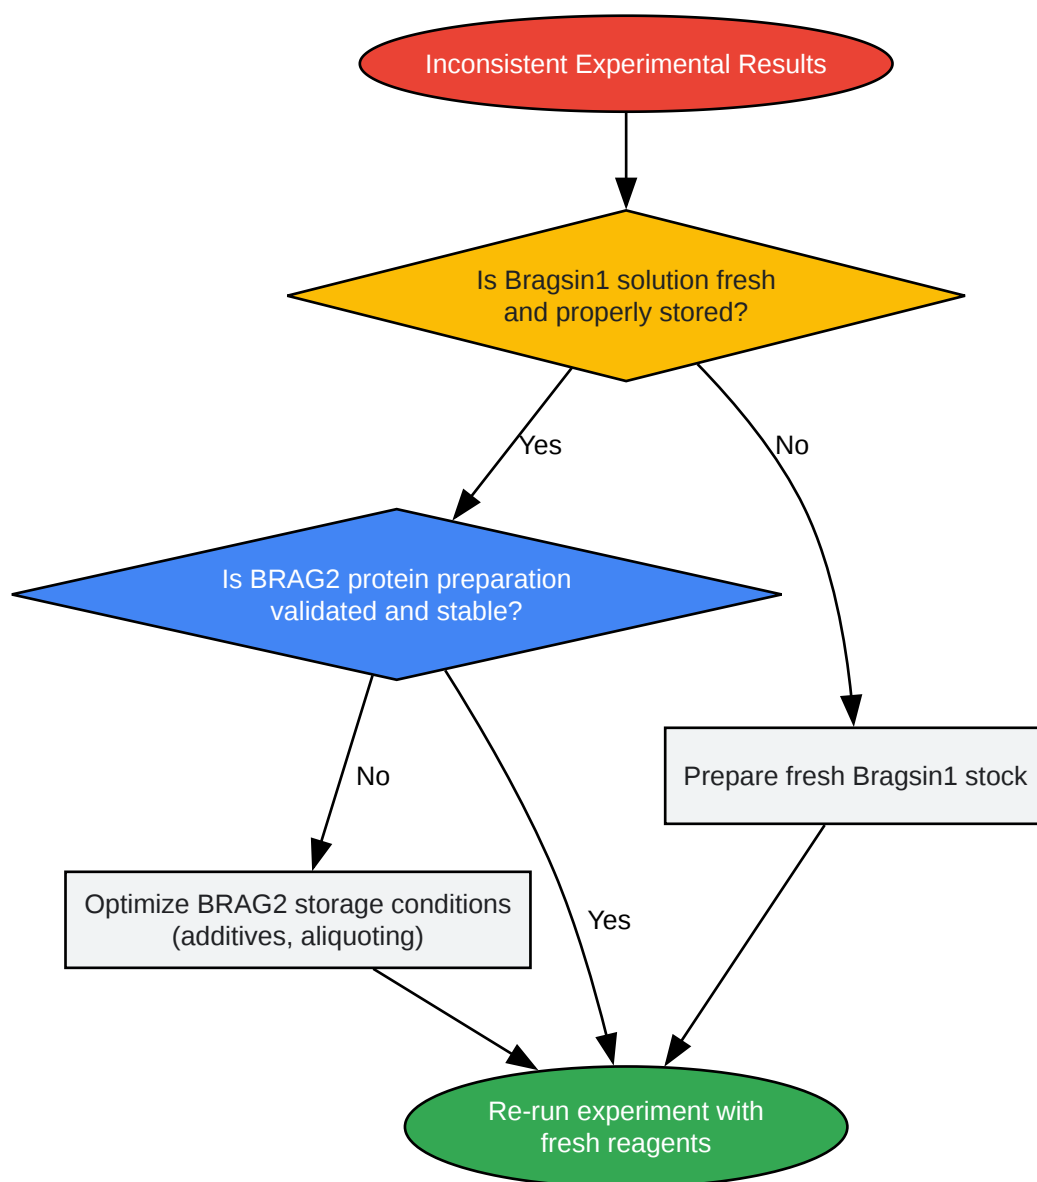 Inconsistent Experimental Results
Is Bragsin1 solution fresh
and properly stored?
Yes
No
Is BRAG2 protein preparation
validated and stable?
No
Prepare fresh Bragsin1 stock
Optimize BRAG2 storage conditions
(additives, aliquoting)
Yes
Re-run experiment with
fresh reagents